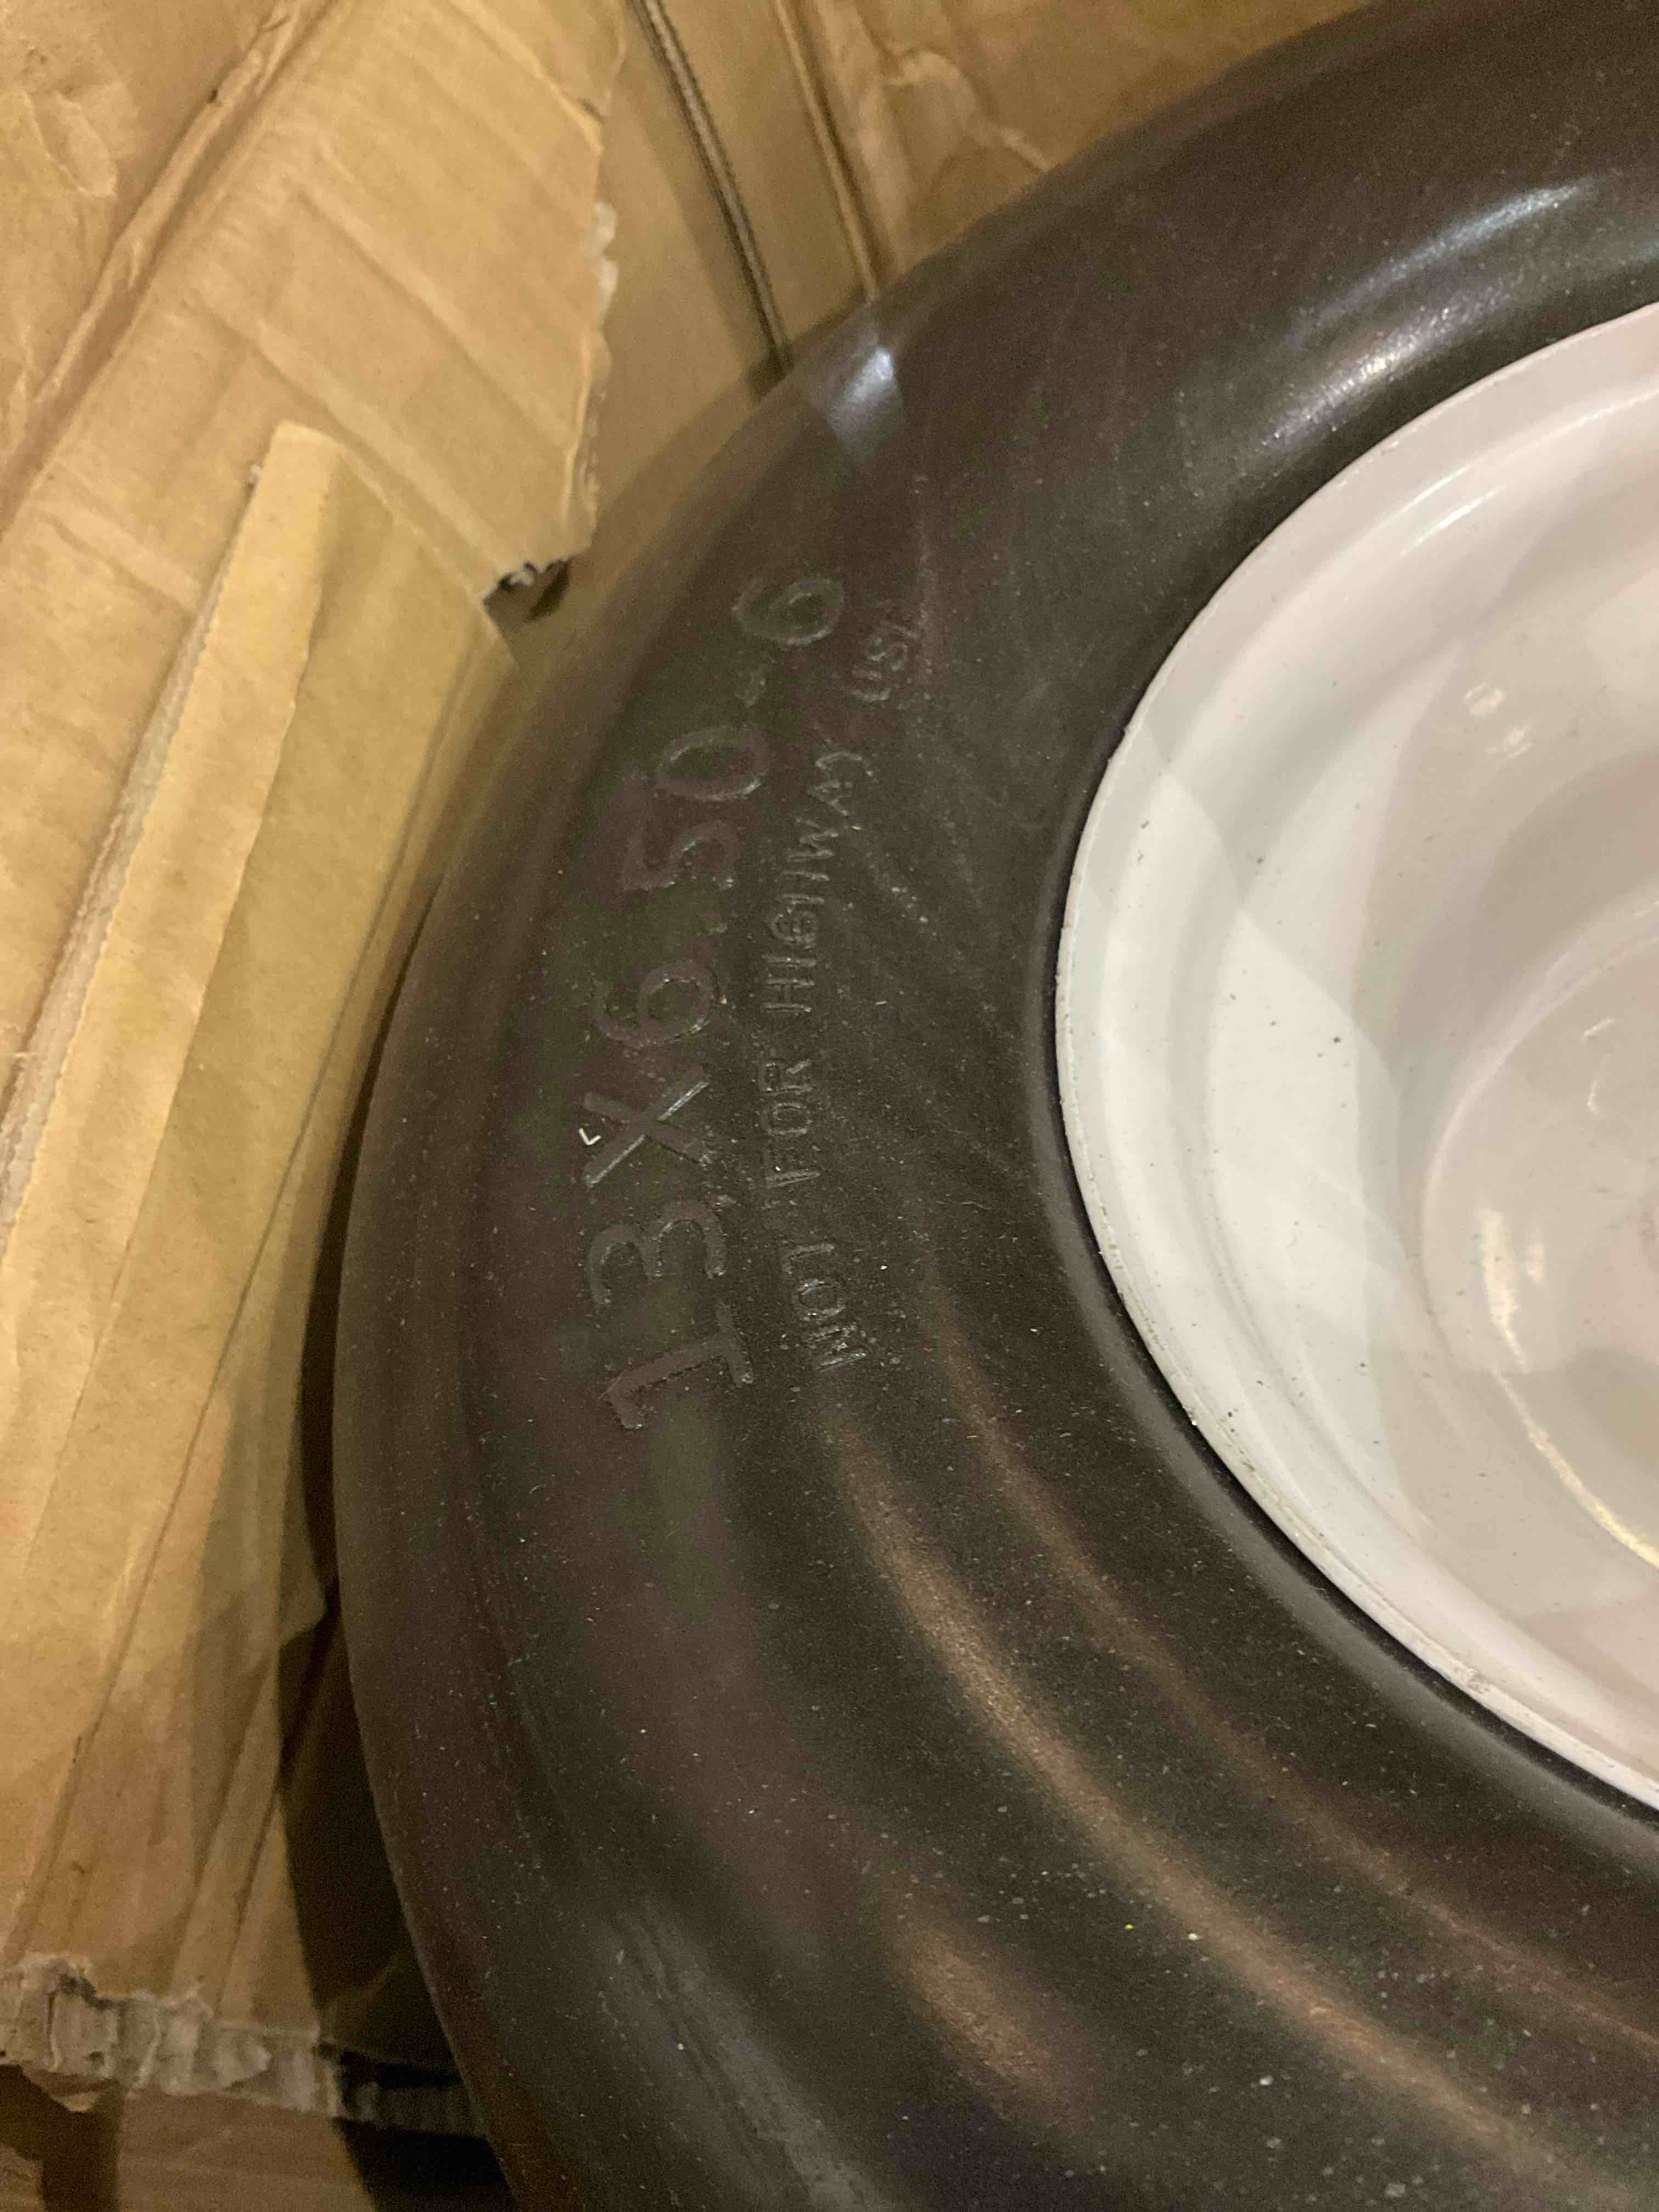 13X6.50-6
NOT FOR HIGHWAY USE